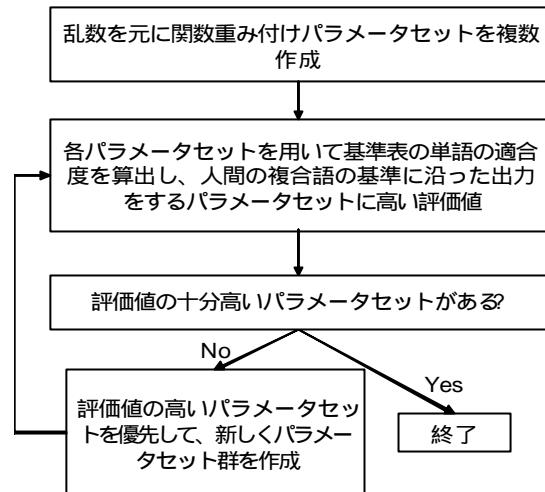 乱数を元に関数重み付けパラメータセットを複数
作成
各パラメータセットを用いて基準表の単語の適合
度を算出し、人間の複合語の基準に沿った出力
をするパラメータセットに高い評価値
評価値の十分高いパラメータセットがある?
No
Yes
評価値の高いパラメータセッ
トを優先して、新しくパラメー
タセット群を作成
終了